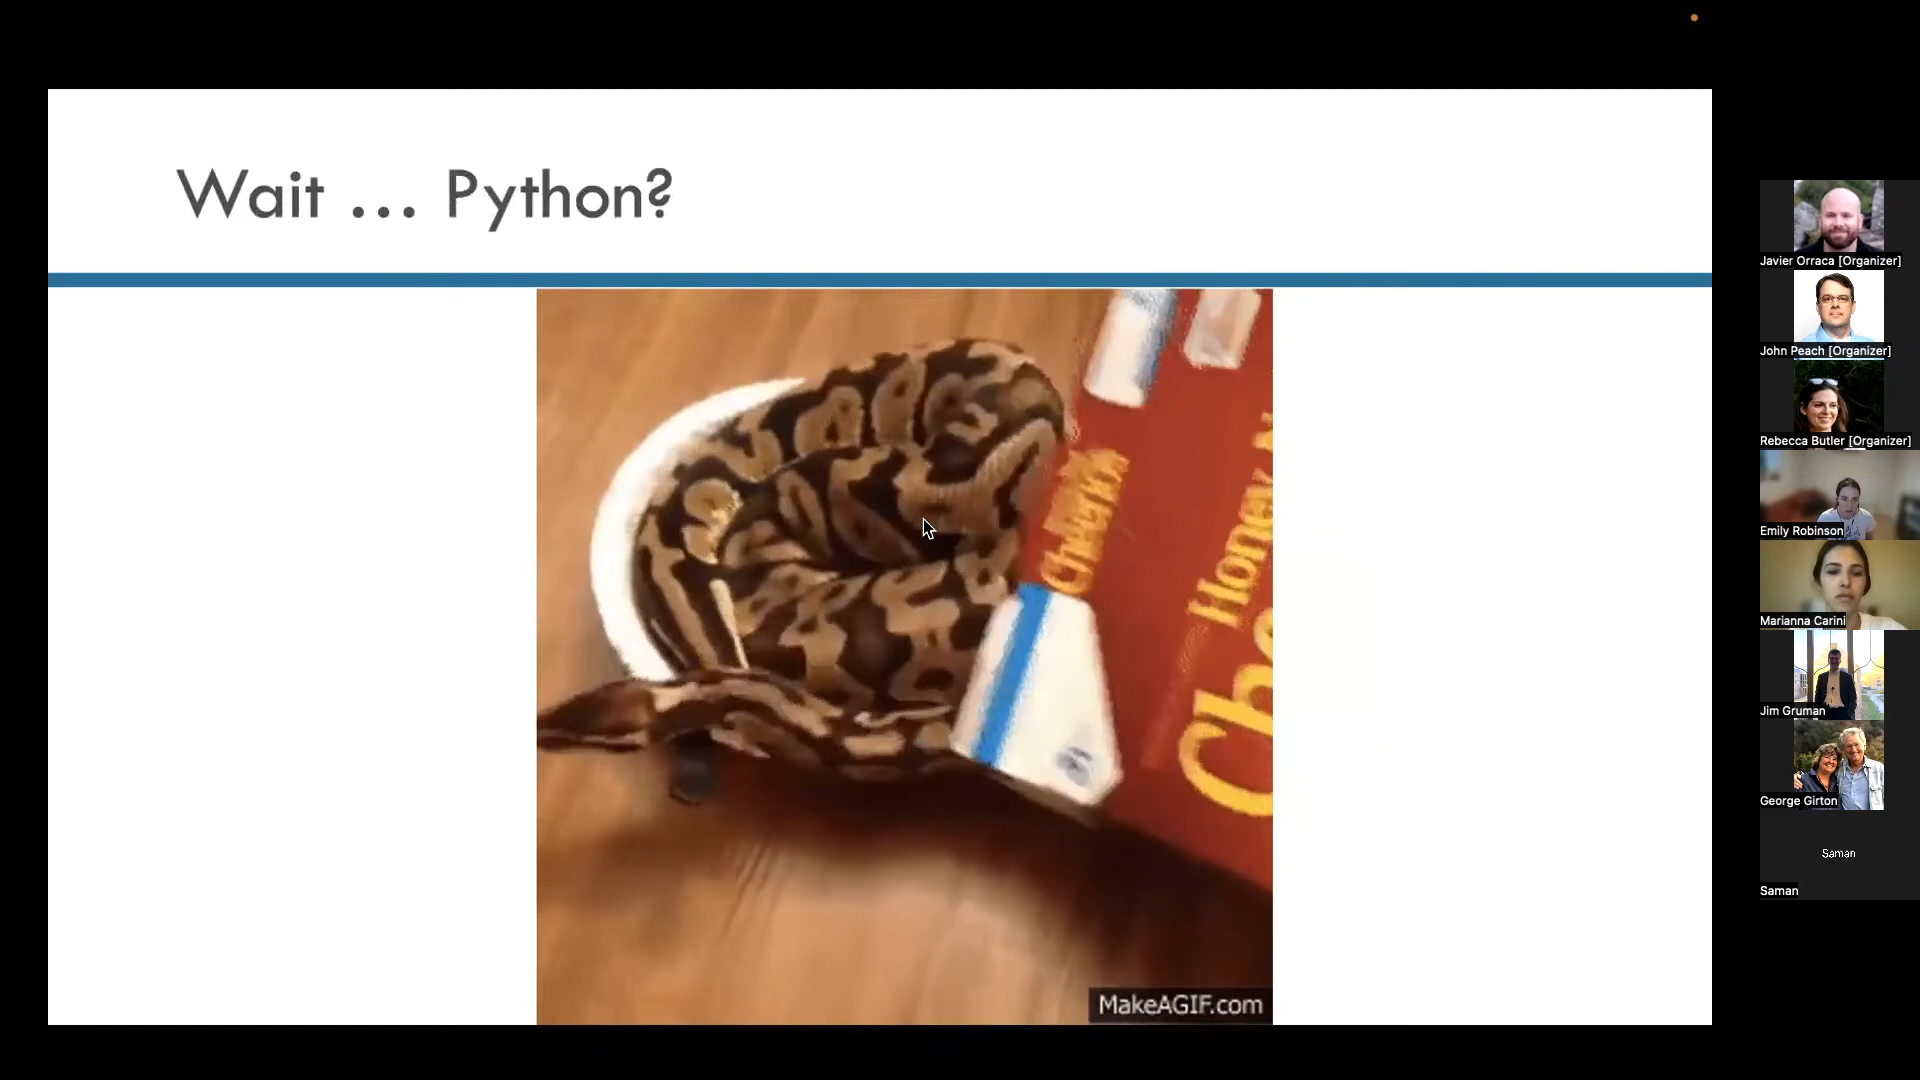 Wait ... Python?
Cheerios
Honey N
Che
MakeAGIF.com
Javier Orraca [Organizer]
John Peach [Organizer]
Rebecca Butler [Organizer]
Emily Robinson
Marianna Carini
Jim Gruman
George Girton
Saman
Saman